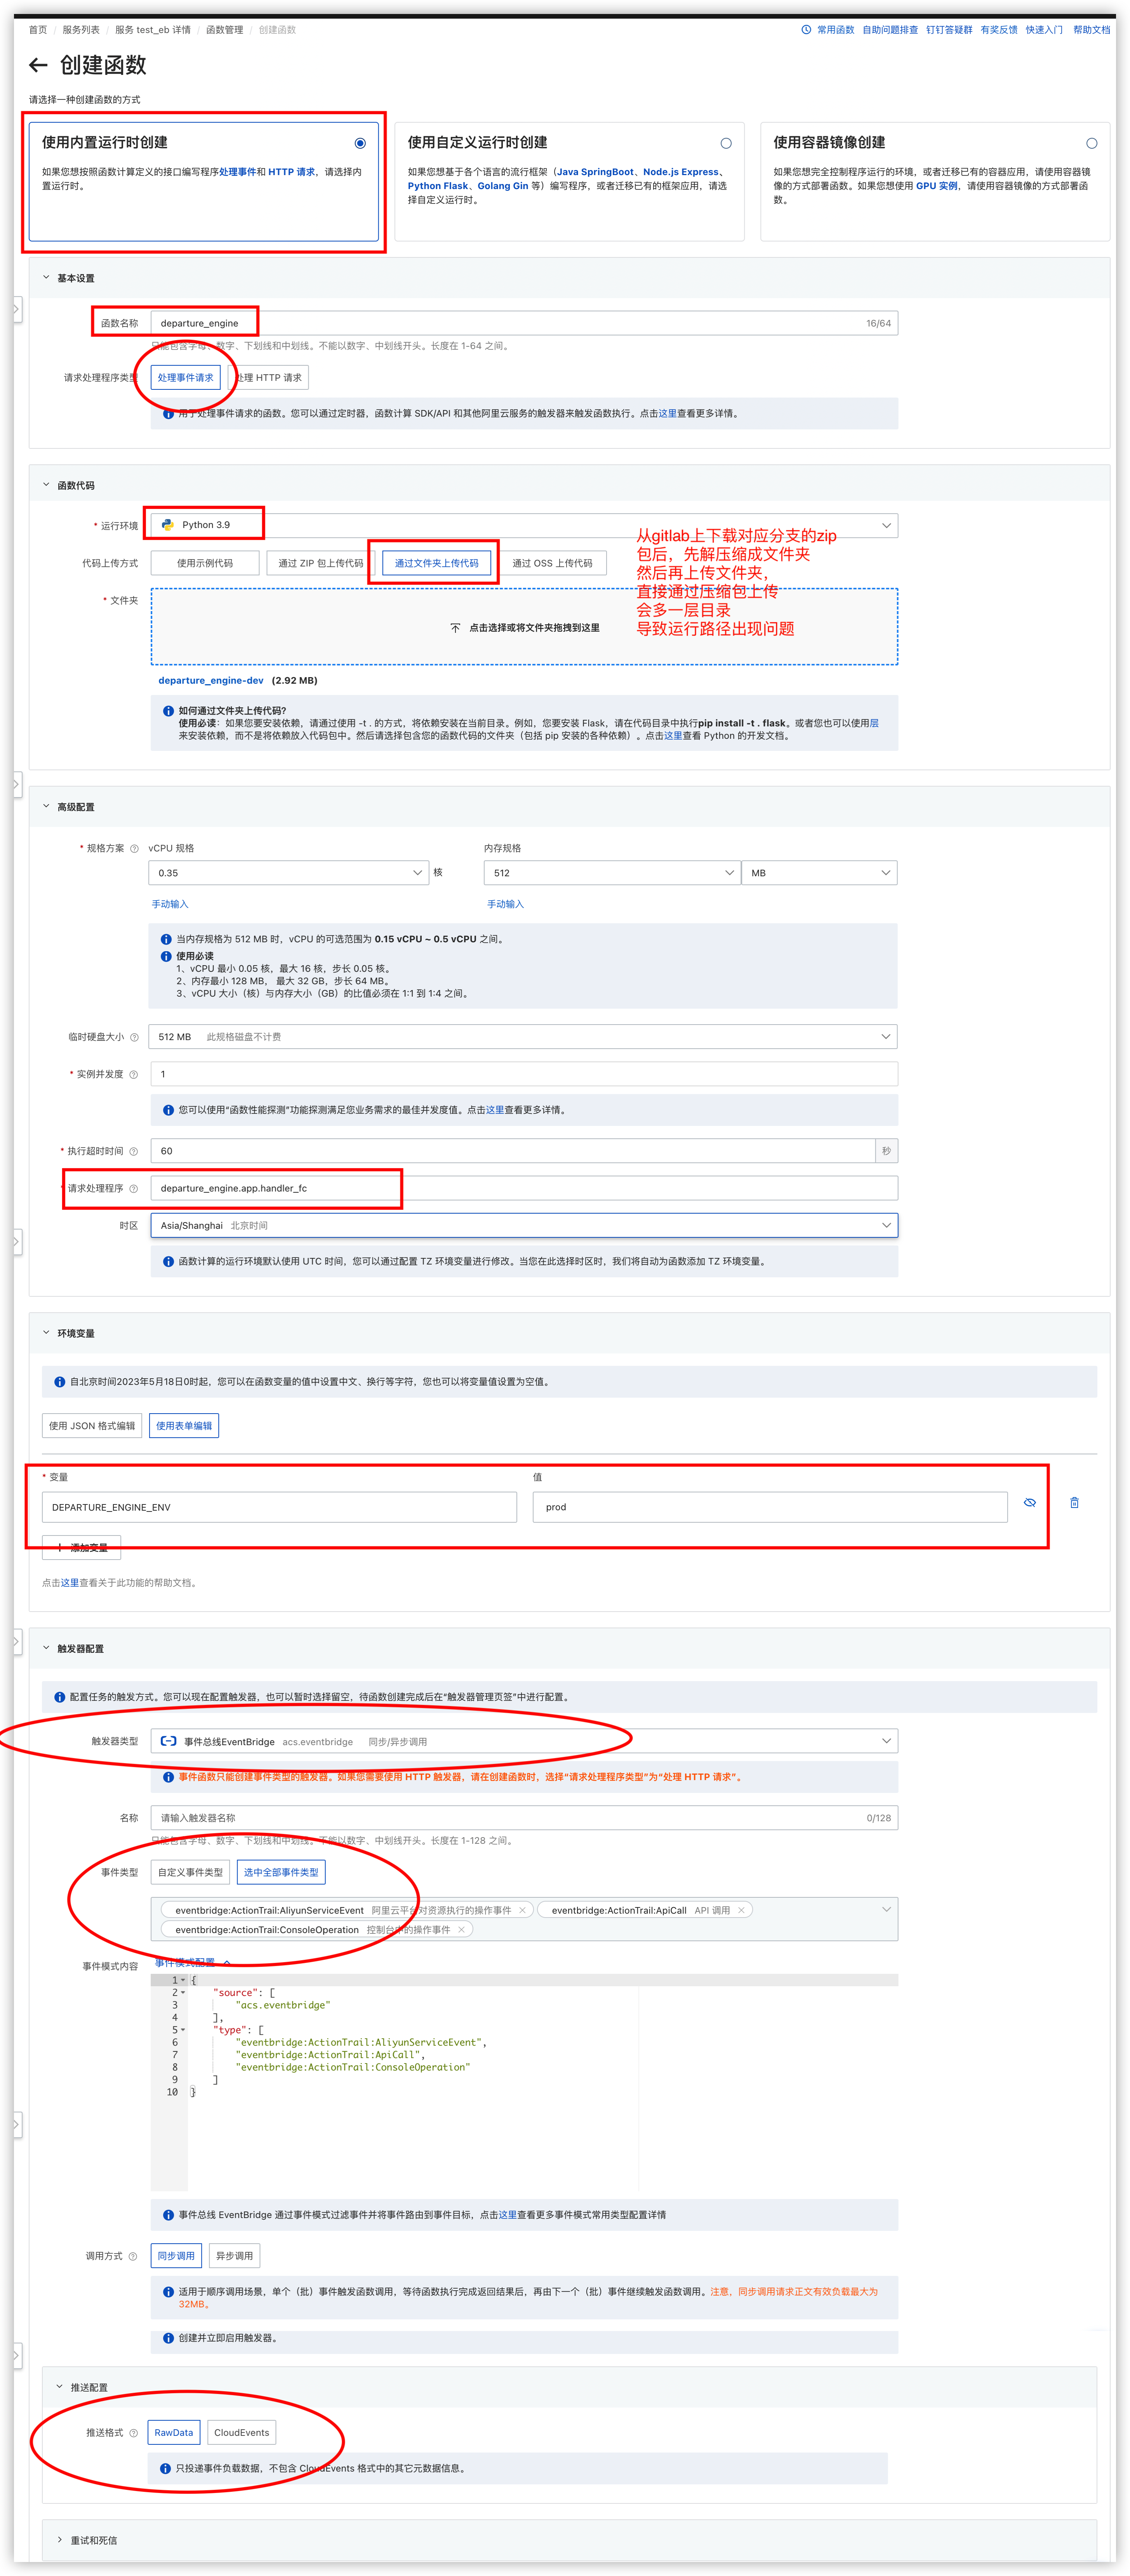 首页 / 服务列表 / 服务 test_eb 详情 / 函数管理 / 创建函数
常用函数 自助问题排查 钉钉答疑群 有奖反馈 快速入门 帮助文档
创建函数
请选择一种创建函数的方式
使用内置运行时创建
如果您想按照函数计算定义的接口编写程序处理事件和 HTTP 请求，请选择内
置运行时。
使用自定义运行时创建
如果您想基于各个语言的流行框架（Java SpringBoot、Node.js Express、
Python Flask、Golang Gin 等）编写程序，或者迁移已有的框架应用，请选
择自定义运行时。
使用容器镜像创建
如果您想完全控制程序运行的环境，或者迁移已有的容器应用，请使用容器镜
像的方式部署函数。如果您想使用 GPU 实例，请使用容器镜像的方式部署函
数。
基本设置
函数名称 departure_engine 16/64
只能包含字母、数字、下划线和中划线。不能以数字、中划线开头。长度在 1-64 之间。
请求处理程序类型 处理事件请求 处理 HTTP 请求
用于处理事件请求的函数。您可以通过定时器，函数计算 SDK/API 和其他阿里云服务的触发器来触发函数执行。点击这里查看更多详情。
函数代码
* 运行环境 Python 3.9
代码上传方式 使用示例代码 通过 ZIP 包上传代码 通过文件夹上传代码 通过 OSS 上传代码
从gitlab上下载对应分支的zip
包后，先解压缩成文件夹
然后再上传文件夹，
直接通过压缩包上传
会多一层目录
导致运行路径出现问题
* 文件夹
点击选择或将文件夹拖拽到这里
departure_engine-dev (2.92 MB)
如何通过文件夹上传代码?
使用必读：如果您要安装依赖，请通过使用 -t . 的方式，将依赖安装在当前目录。例如，您要安装 Flask，请在代码目录中执行pip install -t . flask。或者您也可以使用层
来安装依赖，而不是将依赖放入代码包中。然后请选择包含您的函数代码的文件夹（包括 pip 安装的各种依赖）。点击这里查看 Python 的开发文档。
高级配置
* 规格方案 vCPU 规格 内存规格
0.35 核 512 MB
手动输入 手动输入
当内存规格为 512 MB 时，vCPU 的可选范围为 0.15 vCPU ~ 0.5 vCPU 之间。
使用必读
1、vCPU 最小 0.05 核，最大 16 核，步长 0.05 核。
2、内存最小 128 MB， 最大 32 GB，步长 64 MB。
3、vCPU 大小（核）与内存大小（GB）的比值必须在 1:1 到 1:4 之间。
临时硬盘大小 512 MB 此规格磁盘不计费
* 实例并发度 1
您可以使用“函数性能探测”功能探测满足您业务需求的最佳并发度值。点击这里查看更多详情。
* 执行超时时间 60 秒
请求处理程序 departure_engine.app.handler_fc
时区 Asia/Shanghai 北京时间
函数计算的运行环境默认使用 UTC 时间，您可以通过配置 TZ 环境变量进行修改。当您在此选择时区时，我们将自动为函数添加 TZ 环境变量。
环境变量
自北京时间2023年5月18日0时起，您可以在函数变量的值中设置中文、换行等字符，您也可以将变量值设置为空值。
使用 JSON 格式编辑 使用表单编辑
* 变量 值
DEPARTURE_ENGINE_ENV prod
+ 添加变量
点击这里查看关于此功能的帮助文档。
触发器配置
配置任务的触发方式。您可以现在配置触发器，也可以暂时选择留空，待函数创建完成后在“触发器管理页签”中进行配置。
触发器类型 事件总线EventBridge acs.eventbridge 同步/异步调用
事件函数只能创建事件类型的触发器。如果您需要使用 HTTP 触发器，请在创建函数时，选择“请求处理程序类型”为“处理 HTTP 请求”。
名称 请输入触发器名称 0/128
只能包含字母、数字、下划线和中划线。不能以数字、中划线开头。长度在 1-128 之间。
事件类型 自定义事件类型 选中全部事件类型
eventbridge:ActionTrail:AliyunServiceEvent 阿里云平台对资源执行的操作事件 eventbridge:ActionTrail:ApiCall API 调用
eventbridge:ActionTrail:ConsoleOperation 控制台中的操作事件
事件模式内容 事件模式配置
1 {
2 "source": [
3 "acs.eventbridge"
4 ],
5 "type": [
6 "eventbridge:ActionTrail:AliyunServiceEvent",
7 "eventbridge:ActionTrail:ApiCall",
8 "eventbridge:ActionTrail:ConsoleOperation"
9 ]
10 }
事件总线 EventBridge 通过事件模式过滤事件并将事件路由到事件目标，点击这里查看更多事件模式常用类型配置详情
调用方式 同步调用 异步调用
适用于顺序调用场景，单个（批）事件触发函数调用，等待函数执行完成返回结果后，再由下一个（批）事件继续触发函数调用。注意，同步调用请求正文有效负载最大为
32MB。
创建并立即启用触发器。
推送配置
推送格式 RawData CloudEvents
只投递事件负载数据，不包含 CloudEvents 格式中的其它元数据信息。
重试和死信